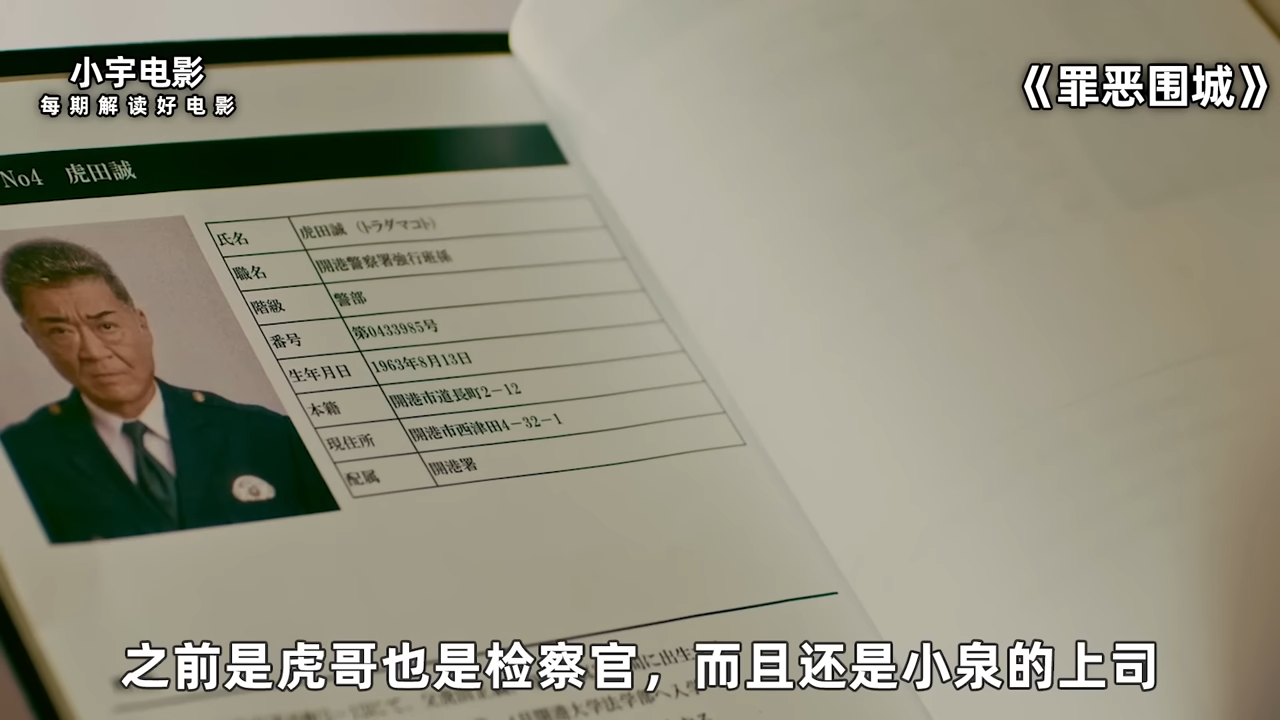 小宇电影
每期解读好电影
《罪恶围城》
No4 虎田誠
氏名 虎田誠 (トラダマコト)
職名 開港警察署強行班係
階級 警部
番号 第0433985号
生年月日 1963年8月13日
本籍 開港市道長町2-12
現住所 開港市西津田4-32-1
配属 開港署
之前是虎哥也是检察官，而且还是小泉的上司